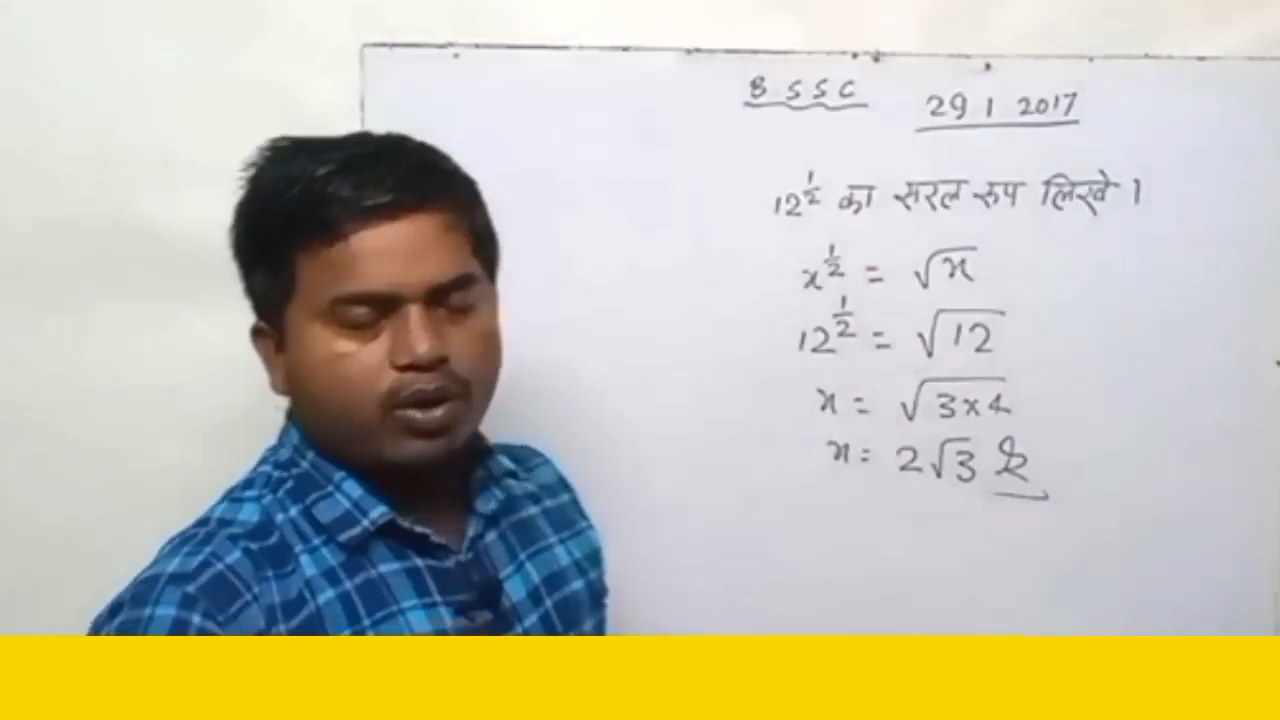 BSSC 29 1 2017
12^{1/2} का सरल रुप लिखे ।
x^{1/2} = √x
12^{1/2} = √12
x = √3×4
x = 2√3